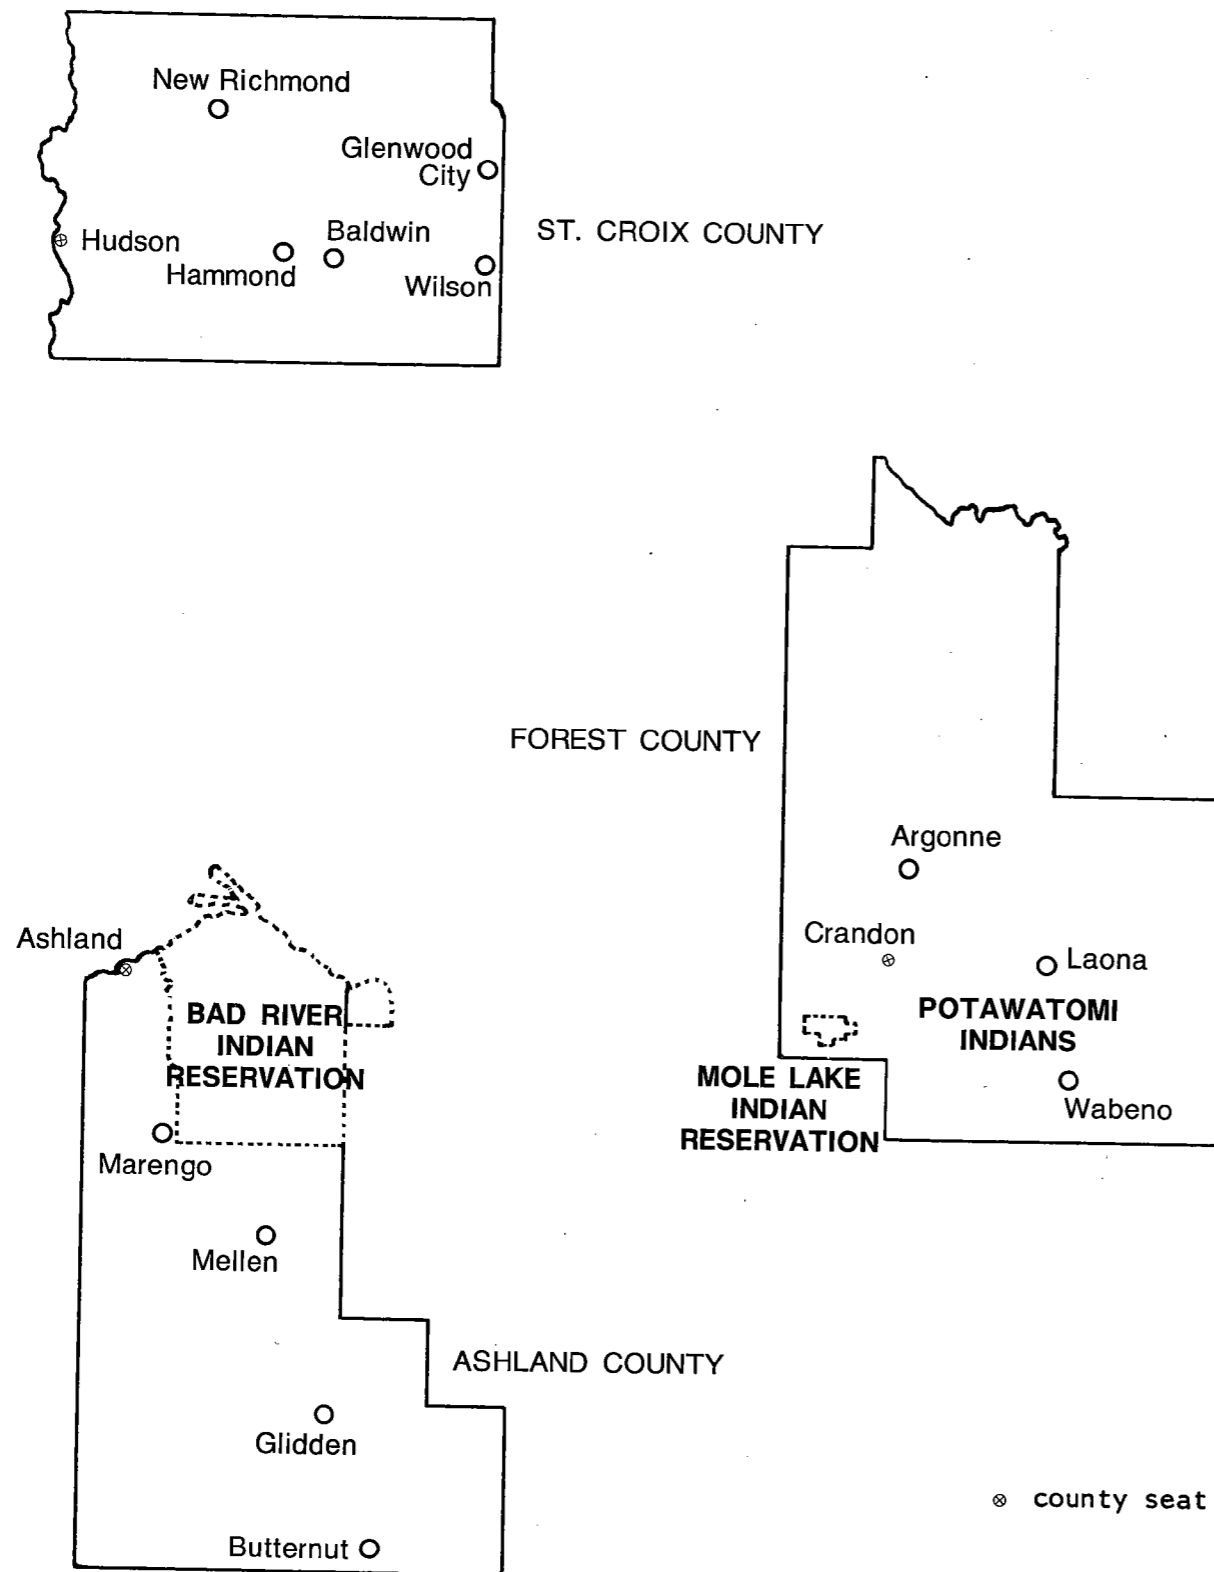 New Richmond
Glenwood
City
Hudson
Baldwin
Hammond
Wilson
ST. CROIX COUNTY
FOREST COUNTY
Argonne
Crandon
Laona
POTAWATOMI
INDIANS
MOLE LAKE
INDIAN
RESERVATION
Wabeno
Ashland
BAD RIVER
INDIAN
RESERVATION
Marengo
Mellen
ASHLAND COUNTY
Glidden
Butternut
⊗ county seat